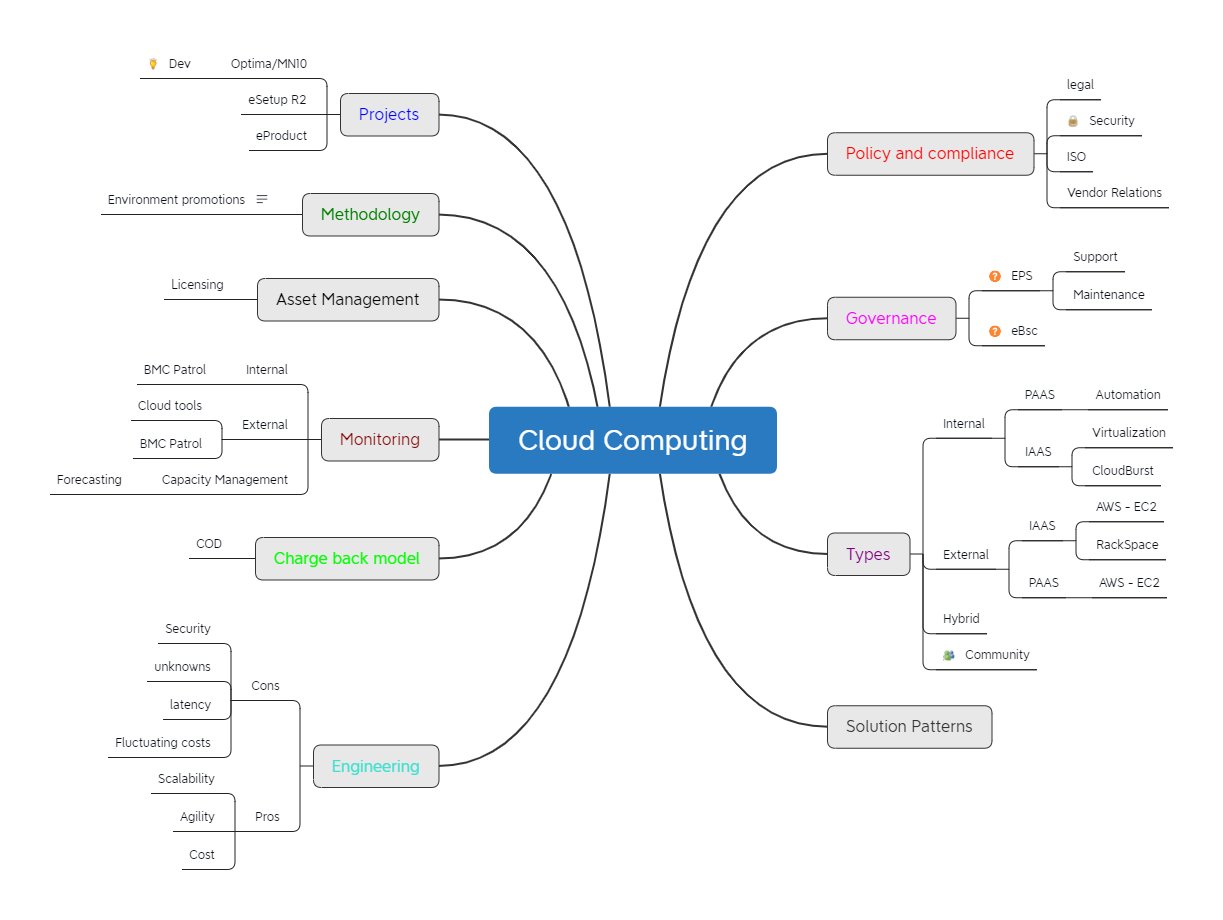 Cloud Computing
Projects
Dev
Optima/MN10
eSetup R2
eProduct
Methodology
Environment promotions
Asset Management
Licensing
Monitoring
BMC Patrol
Internal
Cloud tools
External
BMC Patrol
Forecasting
Capacity Management
Charge back model
COD
Engineering
Security
unknowns
Cons
latency
Fluctuating costs
Scalability
Agility
Pros
Cost
Policy and compliance
legal
Security
ISO
Vendor Relations
Governance
EPS
Support
Maintenance
eBsc
Types
Internal
PAAS
Automation
IAAS
Virtualization
CloudBurst
External
IAAS
AWS - EC2
RackSpace
PAAS
AWS - EC2
Hybrid
Community
Solution Patterns